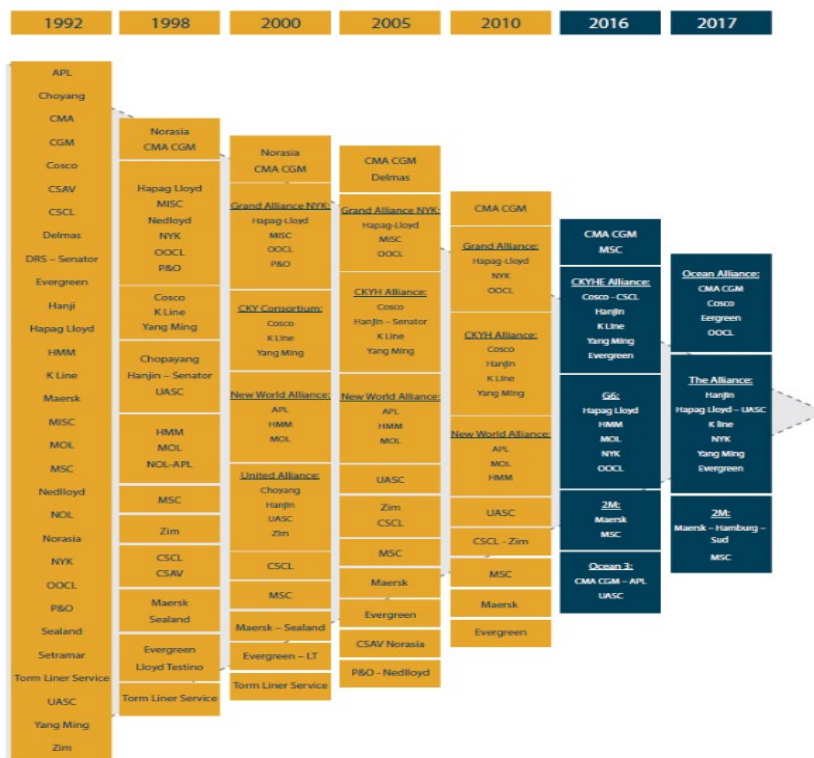 1992
1998
2000
2005
2010
2016
2017
APL
Choyang
CMA
CGM
Cosco
CSAV
CSCL
Delmas
DRS – Senator
Evergreen
Hanji
Hapag Lloyd
HMM
K Line
Maersk
MISC
MOL
MSC
Nedlloyd
NOL
Norasia
NYK
OOCL
P&O
Sealand
Setramar
Torm Liner Service
UASC
Yang Ming
Zim
Norasia
CMA CGM
Hapag Lloyd
MISC
Nedloyd
NYK
OOCL
P&O
Cosco
K Line
Yang Ming
Chopayang
Hanjin – Senator
UASC
HMM
MOL
NOL-APL
MSC
Zim
CSCL
CSAV
Maersk
Sealand
Evergreen
Lloyd Testino
Torm Liner Service
Norasia
CMA CGM
Grand Alliance NYK:
Hapag-Lloyd
MISC
OOCL
P&O
CKY Consortium:
Cosco
K Line
Yang Ming
New World Alliance:
APL
HMM
MOL
United Alliance:
Choyang
Hanjin
UASC
Zim
CSCL
MSC
Maersk – Sealand
Evergreen – LT
Torm Liner Service
CMA CGM
Delmas
Grand Alliance NYK:
Hapag-Lloyd
MISC
OOCL
CKYH Alliance:
Cosco
Hanjin – Senator
K Line
Yang Ming
New World Alliance:
APL
HMM
MOL
UASC
Zim
CSCL
MSC
Maersk
Evergreen
CSAV Norasia
P&O - Nedlloyd
CMA CGM
Grand Alliance:
Hapag-Lloyd
NYK
OOCL
CKYH Alliance:
Cosco
Hanjin
K Line
Yang Ming
New World Alliance:
APL
MOL
HMM
UASC
CSCL - Zim
MSC
Maersk
Evergreen
CMA CGM
MSC
CKYHE Alliance:
Cosco - CSCL
Hanjin
K Line
Yang Ming
Evergreen
G6:
Hapag Lloyd
HMM
MOL
NYK
OOCL
2M:
Maersk
MSC
Ocean 3:
CMA CGM – APL
UASC
Ocean Alliance:
CMA CGM
Cosco
Eergreen
OOCL
The Alliance:
Hanjin
Hapag Lloyd – UASC
K line
NYK
Yang Ming
Evergreen
2M:
Maersk – Hamburg –
Sud
MSC